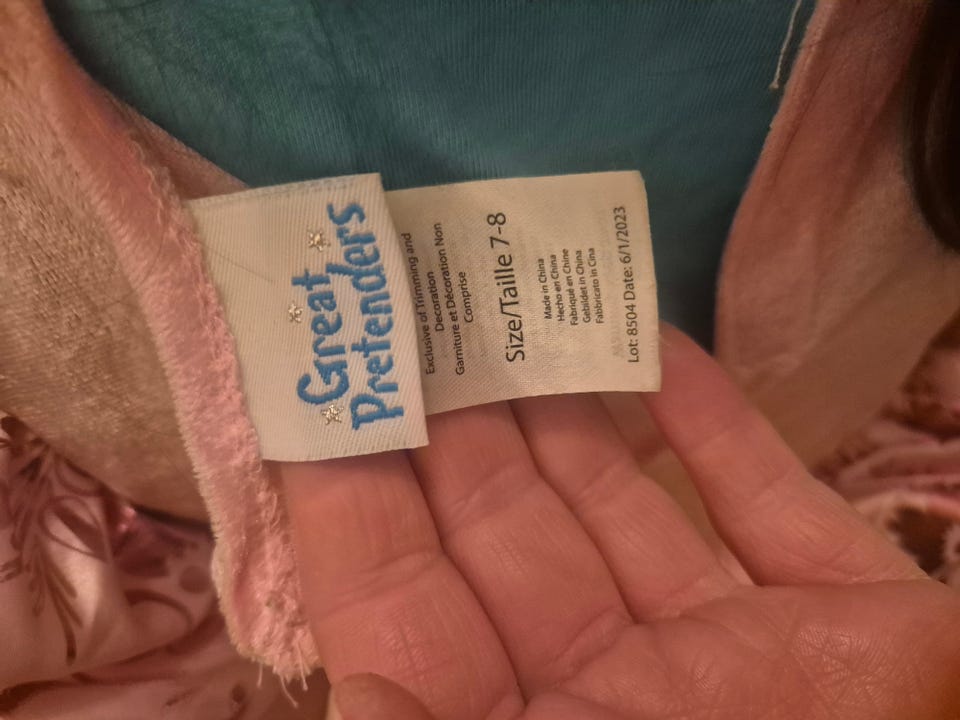 Great
Pretenders
Exclusive of Trimming and
Decoration
Garniture et Décoration Non
Comprise
Size/Taille 7-8
Made in China
Hecho en China
Fabriqué en Chine
Gebildet in China
Fabbricato in Cina
Lot: 8504 Date: 6/1/2023